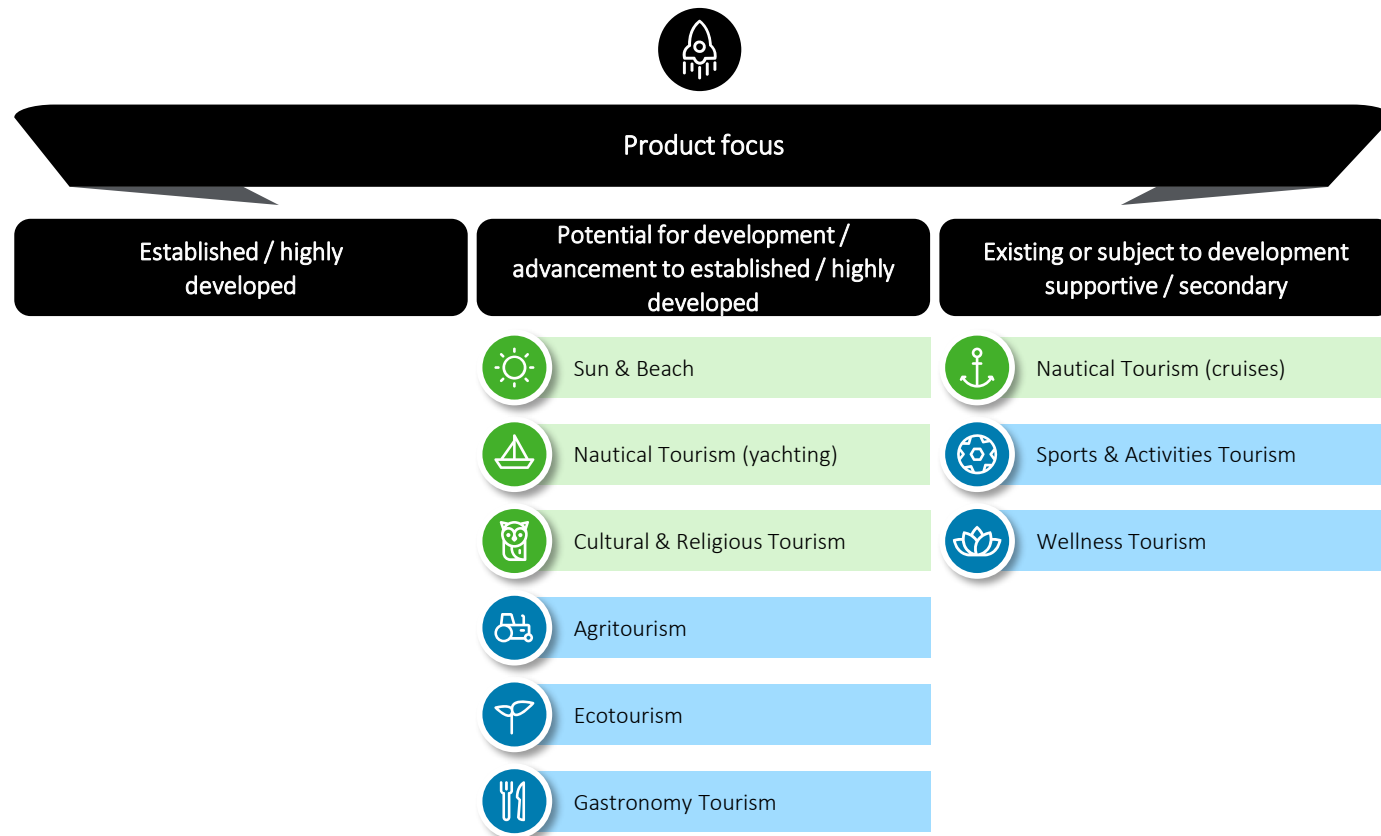 Product focus
Established / highly
developed
Potential for development /
advancement to established / highly
developed
Existing or subject to development
supportive / secondary
Sun & Beach
Nautical Tourism (yachting)
Cultural & Religious Tourism
Agritourism
Ecotourism
Gastronomy Tourism
Nautical Tourism (cruises)
Sports & Activities Tourism
Wellness Tourism